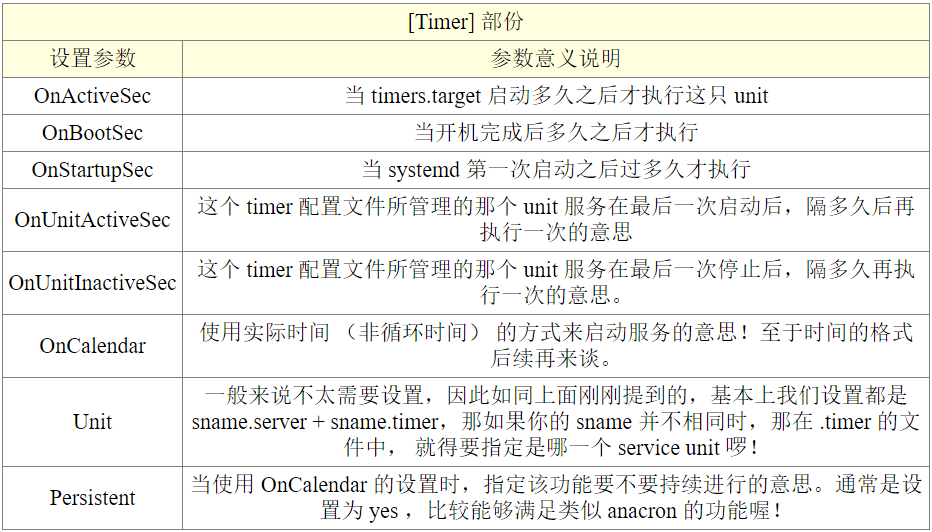 [Timer] 部份
设置参数 参数意义说明
OnActiveSec 当 timers.target 启动多久之后才执行这只 unit
OnBootSec 当开机完成后多久之后才执行
OnStartupSec 当 systemd 第一次启动之后过多久才执行
OnUnitActiveSec 这个 timer 配置文件所管理的那个 unit 服务在最后一次启动后，隔多久后再
执行一次的意思
OnUnitInactiveSec 这个 timer 配置文件所管理的那个 unit 服务在最后一次停止后，隔多久再执
行一次的意思。
OnCalendar 使用实际时间 （非循环时间） 的方式来启动服务的意思！至于时间的格式
后续再来谈。
Unit 一般来说不太需要设置，因此如同上面刚刚提到的，基本上我们设置都是
sname.server + sname.timer，那如果你的 sname 并不相同时，那在 .timer 的文
件中， 就得要指定是哪一个 service unit 啰！
Persistent 当使用 OnCalendar 的设置时，指定该功能要不要持续进行的意思。通常是设
置为 yes ，比较能够满足类似 anacron 的功能喔！